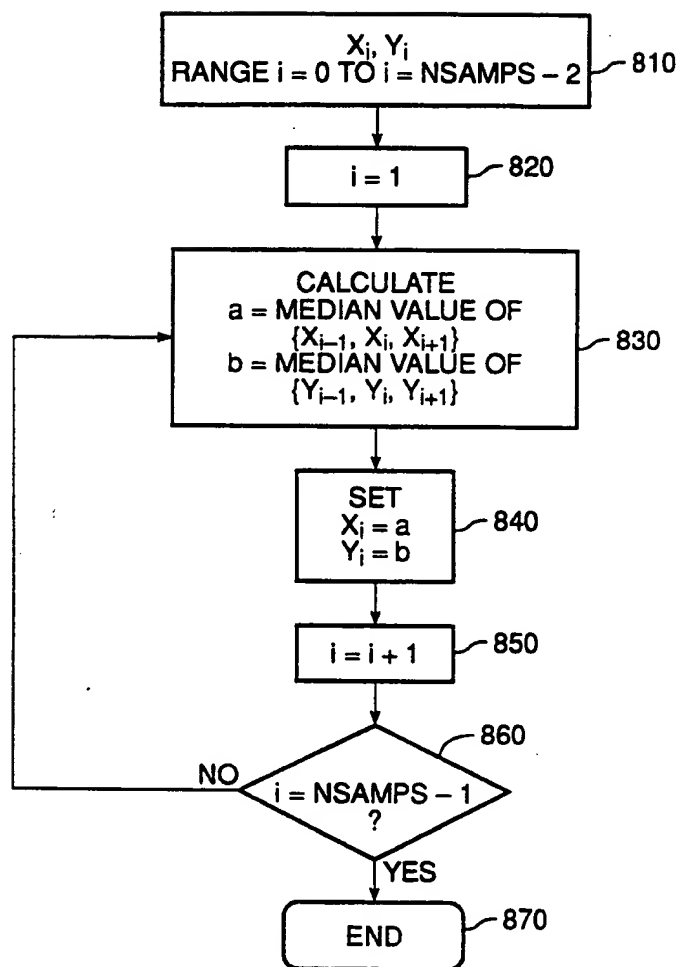 Xi, Yi
RANGE i = 0 TO i = NSAMPS – 2
810
i = 1
820
CALCULATE
a = MEDIAN VALUE OF
{Xi–1, Xi, Xi+1}
b = MEDIAN VALUE OF
{Yi–1, Yi, Yi+1}
830
SET
Xi = a
Yi = b
840
i = i + 1
850
860
NO
i = NSAMPS – 1
?
YES
END
870